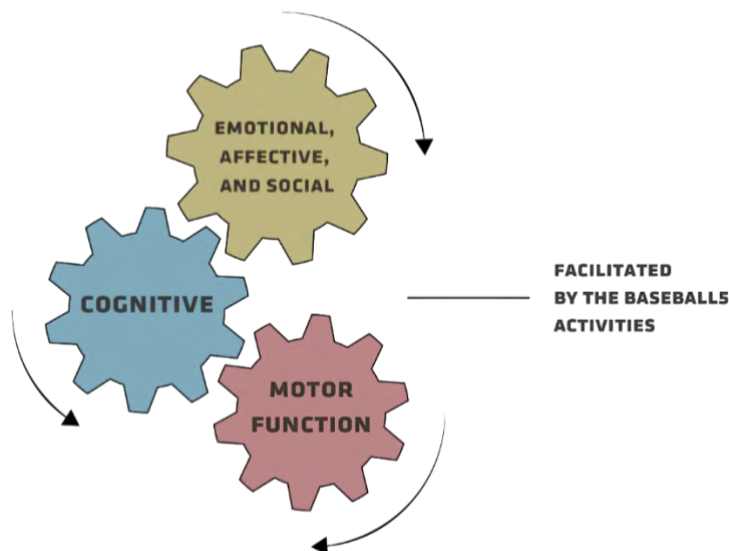 EMOTIONAL,
AFFECTIVE,
AND SOCIAL
COGNITIVE
MOTOR
FUNCTION
FACILITATED
BY THE BASEBALL5
ACTIVITIES